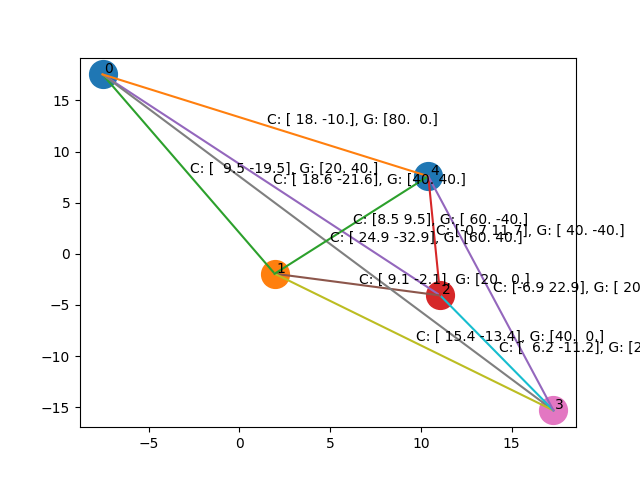 0
15
C: [ 18. -10.], G: [80.  0.]
10
C: [  9.5 -19.5], G: [20. 40.]
4
C: [ 18.6 -21.6], G: [40. 40.]
5
C: [8.5 9.5], G: [ 60. -40.]
C: [-0.7 11.7], G: [ 40. -40.]
C: [ 24.9 -32.9], G: [60. 40.]
0
1
C: [ 9.1 -2.1], G: [20.  0.]
2
C: [-6.9 22.9], G: [ 20
−5
C: [ 15.4 -13.4], G: [40.  0.]
C: [  6.2 -11.2], G: [2
−10
3
−15
−5
0
5
10
15